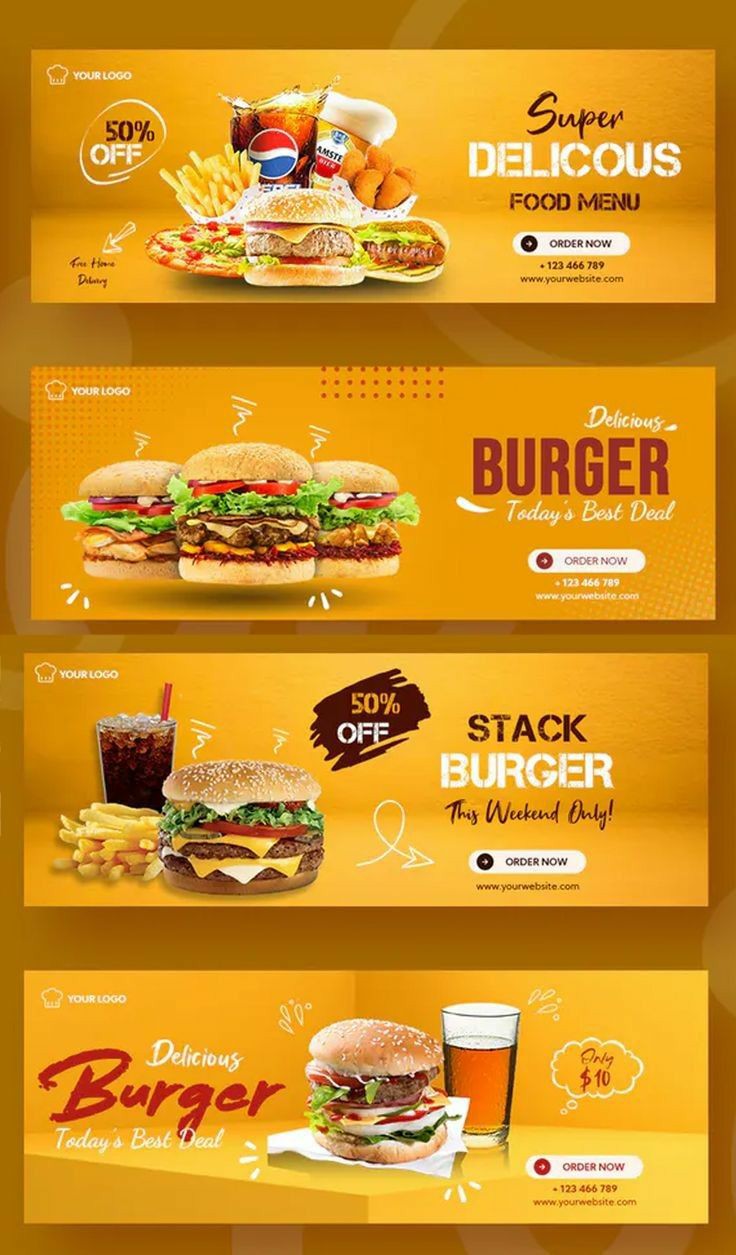 YOUR LOGO
50%
OFF
Free Home
Delivery
PEPSI
AMSTEL
BIER
Super
DELICOUS
FOOD MENU
ORDER NOW
+ 123 466 789
www.yourwebsite.com
YOUR LOGO
Delicious
BURGER
Today's Best Deal
ORDER NOW
+ 123 466 789
www.yourwebsite.com
YOUR LOGO
50%
OFF
STACK
BURGER
This Weekend Only!
ORDER NOW
www.yourwebsite.com
YOUR LOGO
Delicious
Burger
Today's Best Deal
Only
$10
ORDER NOW
+ 123 466 789
www.yourwebsite.com